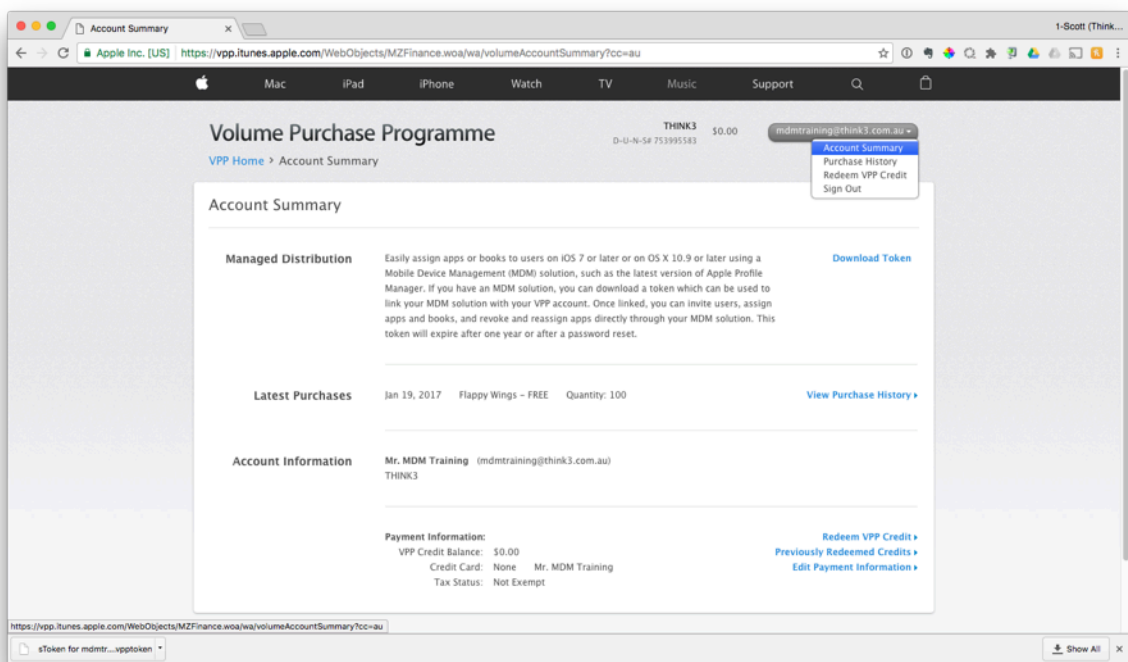 Account Summary
1-Scott (Think...
Apple Inc. [US] https://vpp.itunes.apple.com/WebObjects/MZFinance.woa/wa/volumeAccountSummary?cc=au
Mac iPad iPhone Watch TV Music Support
Volume Purchase Programme
THINK3 $0.00 mdmtraining@think3.com.au
D-U-N-S# 753995583
VPP Home > Account Summary
Account Summary
Purchase History
Redeem VPP Credit
Sign Out
Account Summary
Managed Distribution
Easily assign apps or books to users on iOS 7 or later or on OS X 10.9 or later using a
Mobile Device Management (MDM) solution, such as the latest version of Apple Profile
Manager. If you have an MDM solution, you can download a token which can be used to
link your MDM solution with your VPP account. Once linked, you can invite users, assign
apps and books, and revoke and reassign apps directly through your MDM solution. This
token will expire after one year or after a password reset.
Download Token
Latest Purchases Jan 19, 2017 Flappy Wings – FREE Quantity: 100 View Purchase History
Account Information Mr. MDM Training (mdmtraining@think3.com.au)
THINK3
Payment Information:
VPP Credit Balance: $0.00
Credit Card: None Mr. MDM Training
Tax Status: Not Exempt
Redeem VPP Credit
Previously Redeemed Credits
Edit Payment Information
https://vpp.itunes.apple.com/WebObjects/MZFinance.woa/wa/volumeAccountSummary?cc=au
sToken for mdmtr....vpptoken Show All